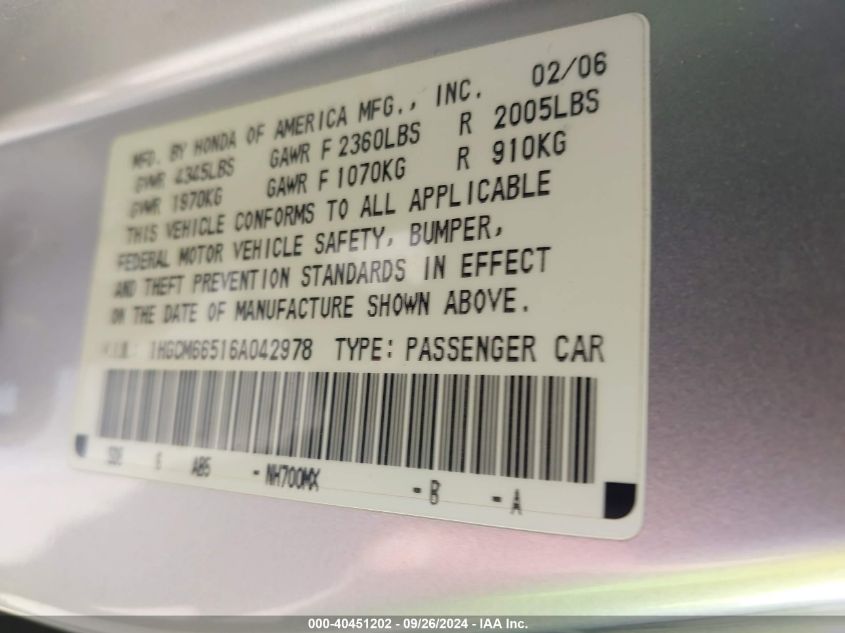 02/06
MFD. BY HONDA OF AMERICA MFG., INC.
GVWR 4345LBS GAWR F 2360LBS R 2005LBS
GVWR 1970KG GAWR F 1070KG R 910KG
THIS VEHICLE CONFORMS TO ALL APPLICABLE
FEDERAL MOTOR VEHICLE SAFETY, BUMPER,
AND THEFT PREVENTION STANDARDS IN EFFECT
ON THE DATE OF MANUFACTURE SHOWN ABOVE.
V.I.N.: 1HGCM66516A042978 TYPE: PASSENGER CAR
- NH700MX - B - A
000-40451202 - 09/26/2024 - IAA Inc.